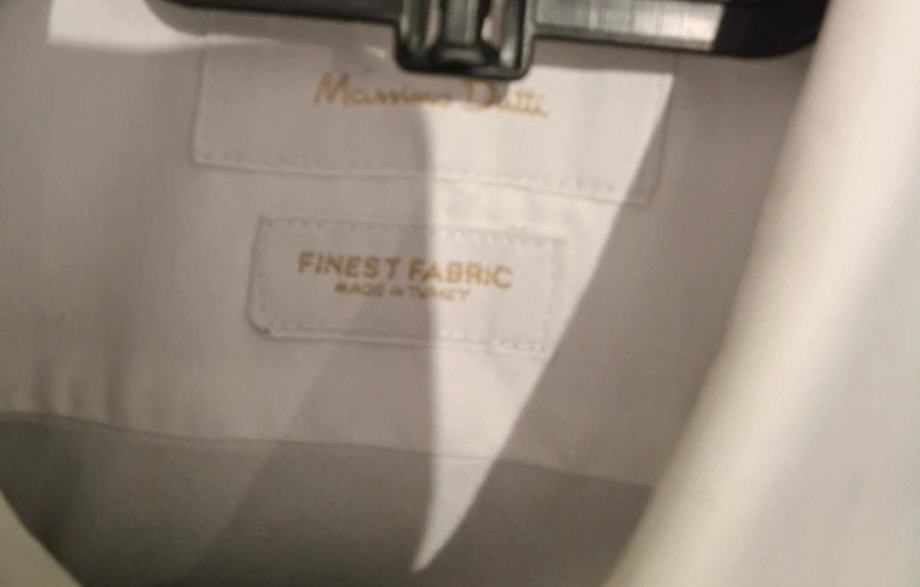 Massimo Dutti
FINEST FABRIC
MADE IN TURKEY